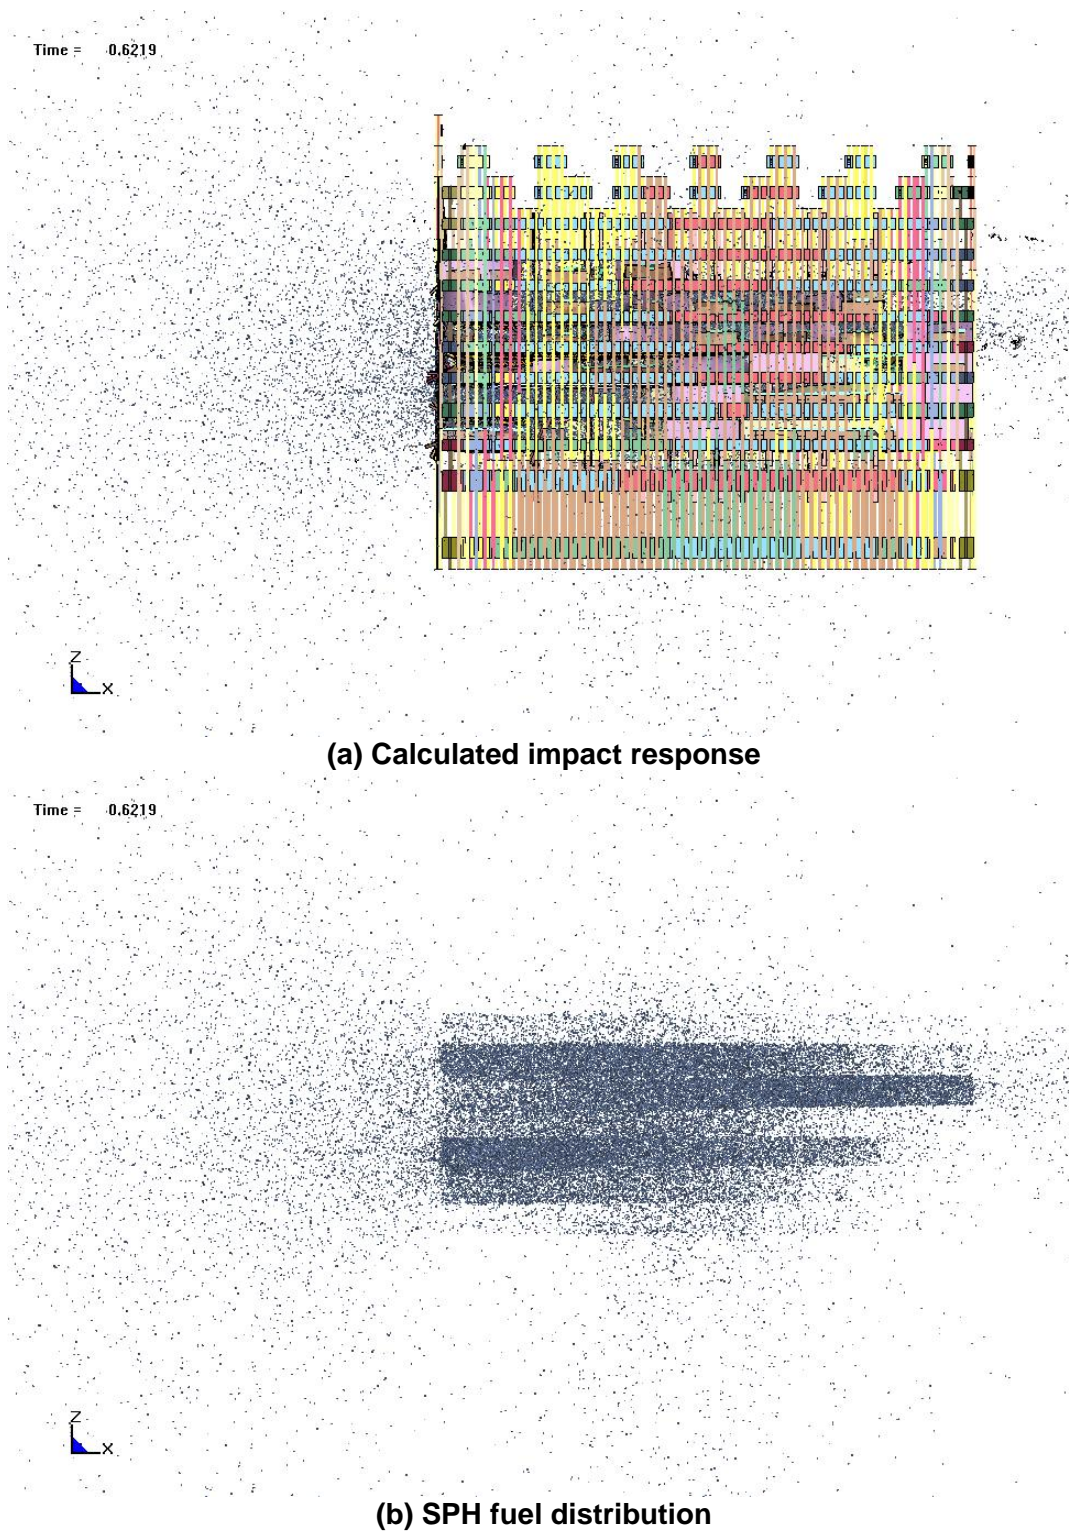 Time = 0.6219
Z
X
(a) Calculated impact response
Time = 0.6219
Z
X
(b) SPH fuel distribution